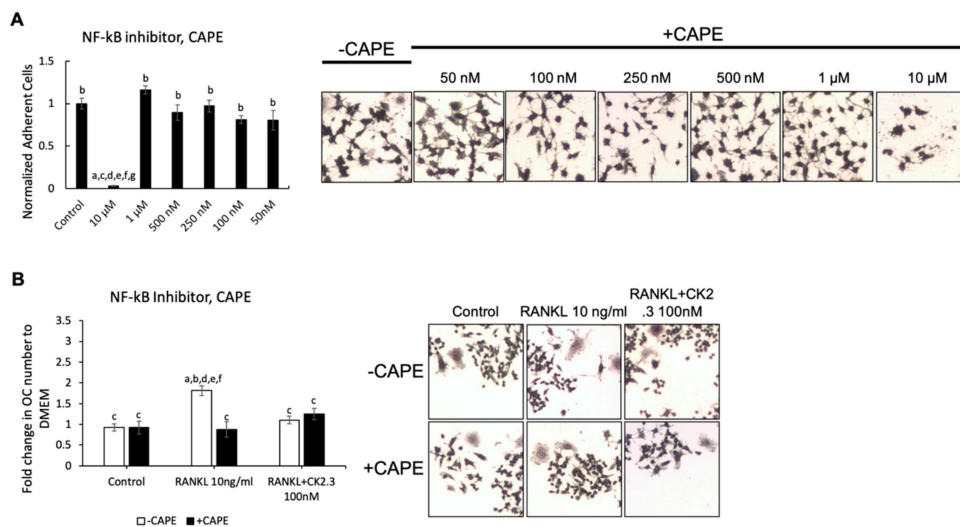 A
NF-kB inhibitor, CAPE
Normalized Adherent Cells
1.5
1
0.5
0
b
a,c,d,e,f,g
b
b
b
b
b
Control
10 µM
1 µM
500 nM
250 nM
100 nM
50nM
-CAPE
+CAPE
50 nM
100 nM
250 nM
500 nM
1 µM
10 µM
B
NF-kB Inhibitor, CAPE
Fold change in OC number to
DMEM
3.5
3
2.5
2
1.5
1
0.5
0
c
c
a,b,d,e,f
c
c
c
Control
RANKL 10ng/ml
RANKL+CK2.3
100nM
-CAPE
+CAPE
Control
RANKL 10 ng/ml
RANKL+CK2
.3 100nM
-CAPE
+CAPE